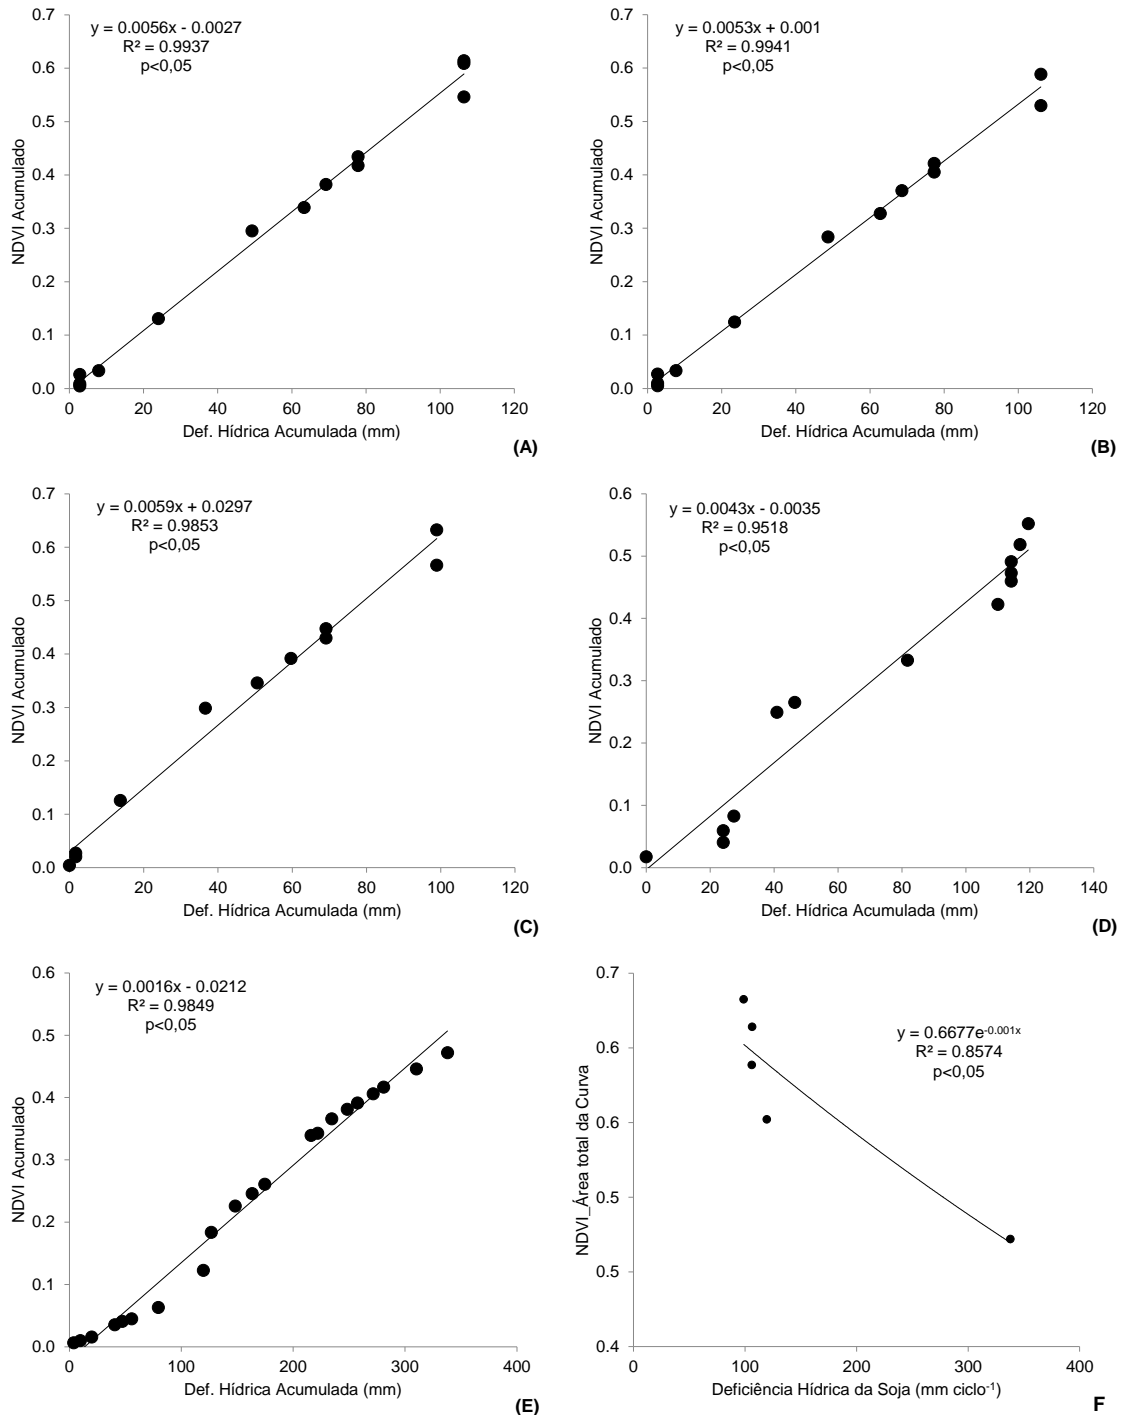 y = 0.0056x - 0.0027
R² = 0.9937
p<0,05
0.7
0.6
0.5
0.4
0.3
0.2
0.1
0.0
NDVI Acumulado
0 20 40 60 80 100 120
Def. Hídrica Acumulada (mm)
(A)
y = 0.0053x + 0.001
R² = 0.9941
p<0,05
0.7
0.6
0.5
0.4
0.3
0.2
0.1
0.0
NDVI Acumulado
0 20 40 60 80 100 120
Def. Hídrica Acumulada (mm)
(B)
y = 0.0059x + 0.0297
R² = 0.9853
p<0,05
0.7
0.6
0.5
0.4
0.3
0.2
0.1
0.0
NDVI Acumulado
0 20 40 60 80 100 120
Def. Hídrica Acumulada (mm)
(C)
y = 0.0043x - 0.0035
R² = 0.9518
p<0,05
0.6
0.5
0.4
0.3
0.2
0.1
0.0
NDVI Acumulado
0 20 40 60 80 100 120 140
Def. Hídrica Acumulada (mm)
(D)
y = 0.0016x - 0.0212
R² = 0.9849
p<0,05
0.6
0.5
0.4
0.3
0.2
0.1
0.0
NDVI Acumulado
0 100 200 300 400
Def. Hídrica Acumulada (mm)
(E)
y = 0.6677e⁻⁰·⁰⁰¹ˣ
R² = 0.8574
p<0,05
0.7
0.6
0.6
0.5
0.5
0.4
NDVI_Área total da Curva
0 100 200 300 400
Deficiência Hídrica da Soja (mm ciclo⁻¹)
F